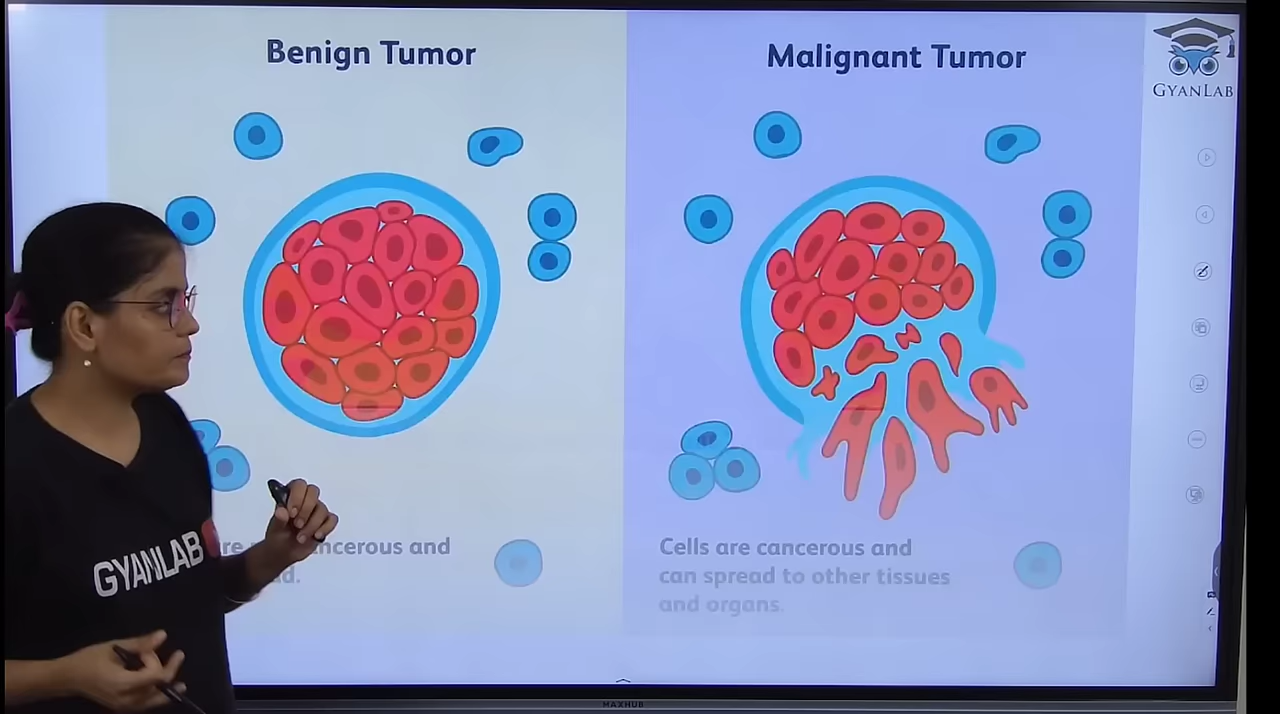 Benign Tumor
Malignant Tumor
GYANLAB
GYANLAB
cancerous and
Cells are cancerous and
can spread to other tissues
and organs.
MAXHUB